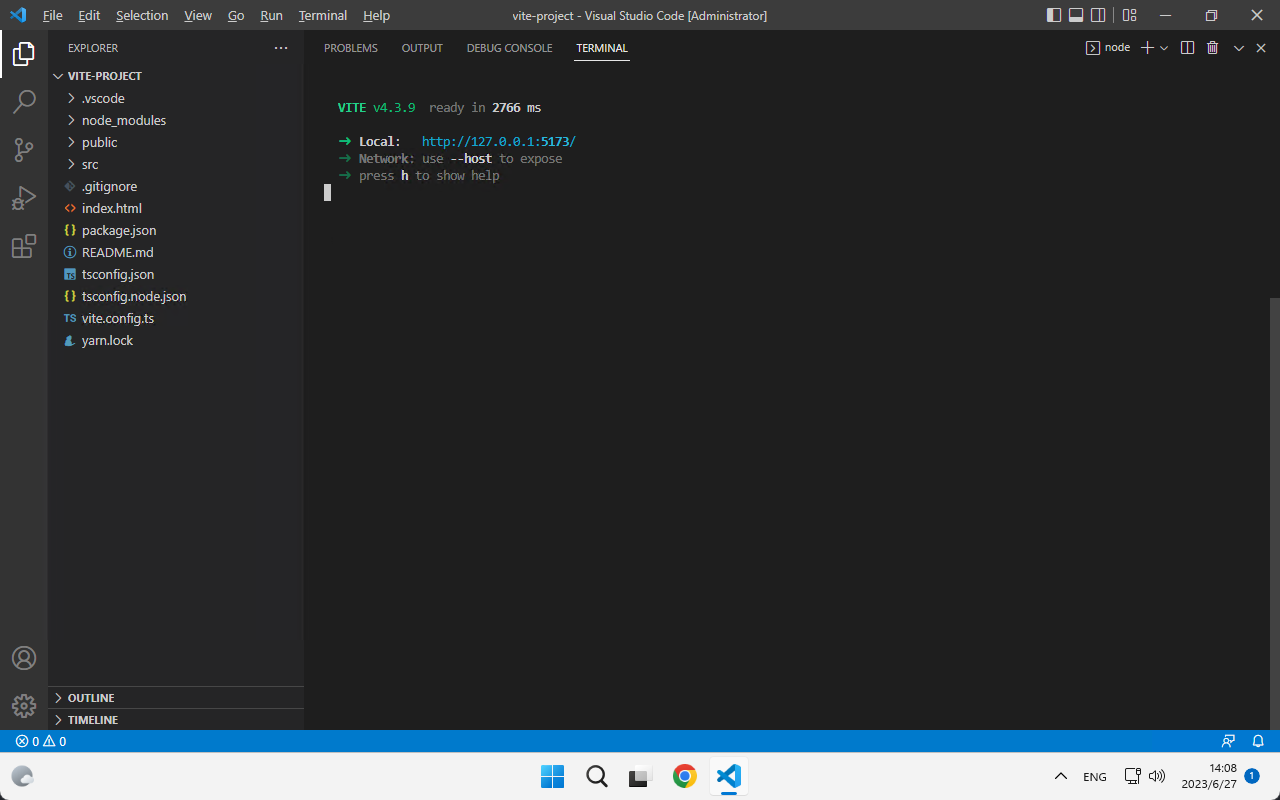 File Edit Selection View Go Run Terminal Help vite-project - Visual Studio Code [Administrator]
EXPLORER
PROBLEMS OUTPUT DEBUG CONSOLE TERMINAL node
VITE-PROJECT
.vscode
node_modules
public
src
.gitignore
index.html
package.json
README.md
TS tsconfig.json
tsconfig.node.json
TS vite.config.ts
yarn.lock
VITE v4.3.9 ready in 2766 ms
➜ Local: http://127.0.0.1:5173/
➜ Network: use --host to expose
➜ press h to show help
OUTLINE
TIMELINE
0 0
ENG
14:08
2023/6/27
1